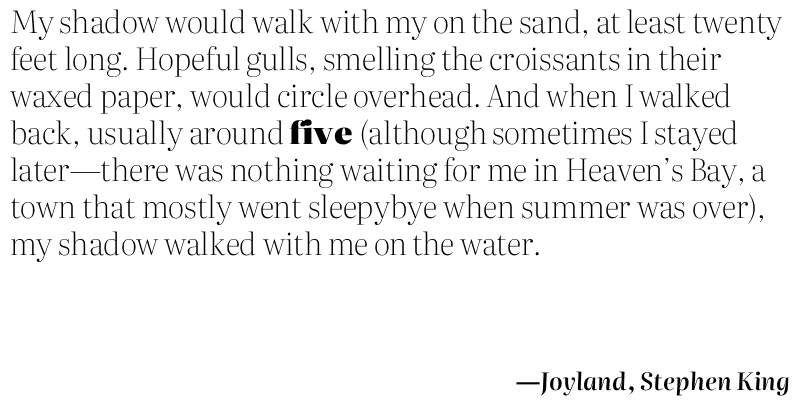 My shadow would walk with my on the sand, at least twenty
feet long. Hopeful gulls, smelling the croissants in their
waxed paper, would circle overhead. And when I walked
back, usually around five (although sometimes I stayed
later—there was nothing waiting for me in Heaven's Bay, a
town that mostly went sleepybye when summer was over),
my shadow walked with me on the water.
—Joyland, Stephen King